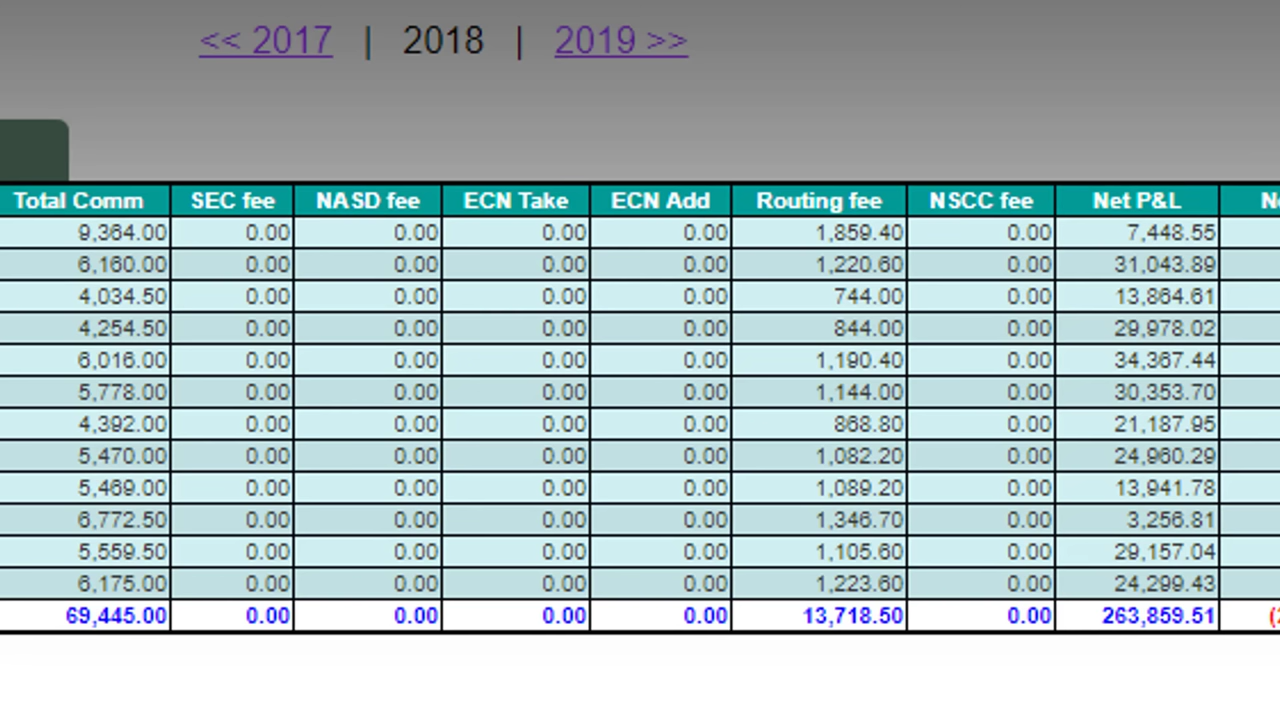 << 2017 | 2018 | 2019 >>
Total Comm SEC fee NASD fee ECN Take ECN Add Routing fee NSCC fee Net P&L
9,364.00 0.00 0.00 0.00 0.00 1,859.40 0.00 7,448.55
6,160.00 0.00 0.00 0.00 0.00 1,220.60 0.00 31,043.89
4,034.50 0.00 0.00 0.00 0.00 744.00 0.00 13,864.61
4,254.50 0.00 0.00 0.00 0.00 844.00 0.00 29,978.02
6,016.00 0.00 0.00 0.00 0.00 1,190.40 0.00 34,367.44
5,778.00 0.00 0.00 0.00 0.00 1,144.00 0.00 30,353.70
4,392.00 0.00 0.00 0.00 0.00 868.80 0.00 21,187.95
5,470.00 0.00 0.00 0.00 0.00 1,082.20 0.00 24,960.29
5,469.00 0.00 0.00 0.00 0.00 1,089.20 0.00 13,941.78
6,772.50 0.00 0.00 0.00 0.00 1,346.70 0.00 3,256.81
5,559.50 0.00 0.00 0.00 0.00 1,105.60 0.00 29,157.04
6,175.00 0.00 0.00 0.00 0.00 1,223.60 0.00 24,299.43
69,445.00 0.00 0.00 0.00 0.00 13,718.50 0.00 263,859.51